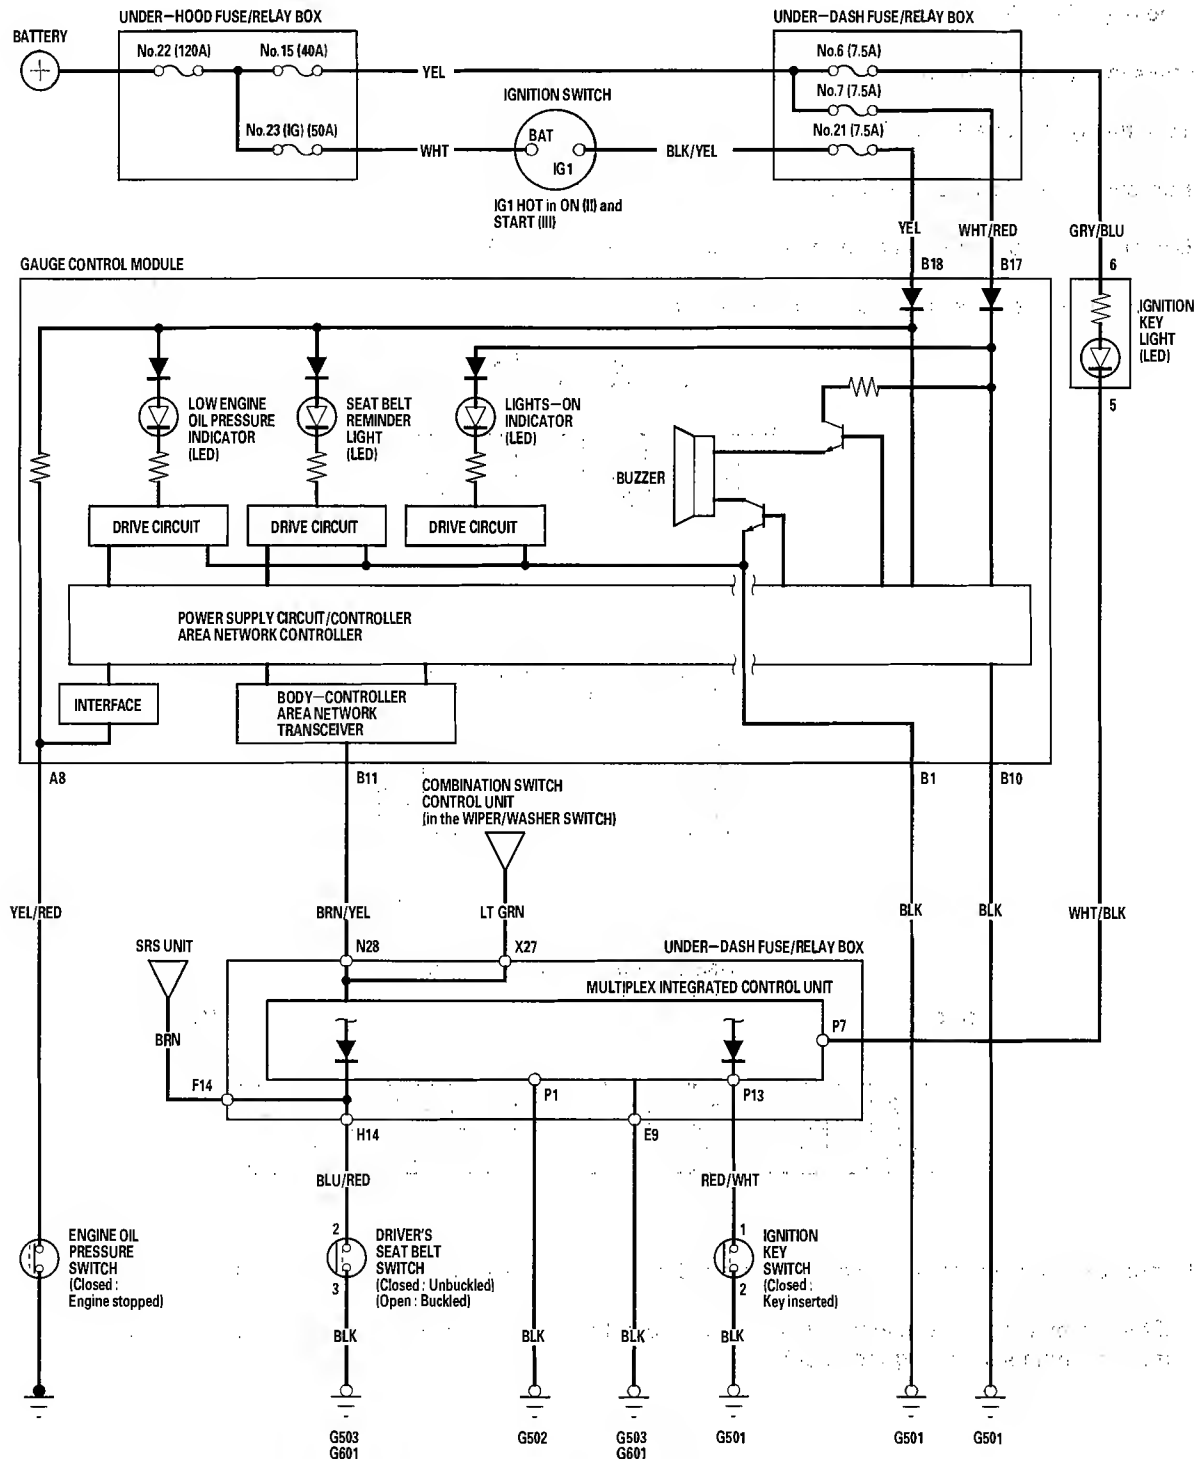 UNDER-HOOD FUSE/RELAY BOX
UNDER-DASH FUSE/RELAY BOX
BATTERY
No.22 (120A)
No.15 (40A)
No.6 (7.5A)
YEL
No.7 (7.5A)
IGNITION SWITCH
No.23 (IG) (50A)
WHT
BAT
IG1
BLK/YEL
No.21 (7.5A)
IG1 HOT in ON (II) and
START (III)
YEL
WHT/RED
GRY/BLU
GAUGE CONTROL MODULE
B18
B17
6
IGNITION
KEY
LIGHT
(LED)
5
LOW ENGINE
OIL PRESSURE
INDICATOR
(LED)
SEAT BELT
REMINDER
LIGHT
(LED)
LIGHTS-ON
INDICATOR
(LED)
BUZZER
DRIVE CIRCUIT
DRIVE CIRCUIT
DRIVE CIRCUIT
POWER SUPPLY CIRCUIT/CONTROLLER
AREA NETWORK CONTROLLER
INTERFACE
BODY-CONTROLLER
AREA NETWORK
TRANSCEIVER
A8
B11
B1
B10
COMBINATION SWITCH
CONTROL UNIT
(in the WIPER/WASHER SWITCH)
YEL/RED
BRN/YEL
LT GRN
BLK
BLK
WHT/BLK
SRS UNIT
N28
X27
UNDER-DASH FUSE/RELAY BOX
MULTIPLEX INTEGRATED CONTROL UNIT
BRN
P7
F14
P1
P13
H14
E9
BLU/RED
RED/WHT
ENGINE OIL
PRESSURE
SWITCH
(Closed :
Engine stopped)
2
3
DRIVER'S
SEAT BELT
SWITCH
(Closed : Unbuckled)
(Open : Buckled)
1
2
IGNITION
KEY
SWITCH
(Closed :
Key inserted)
BLK
BLK
BLK
BLK
G503
G601
G502
G503
G601
G501
G501
G501